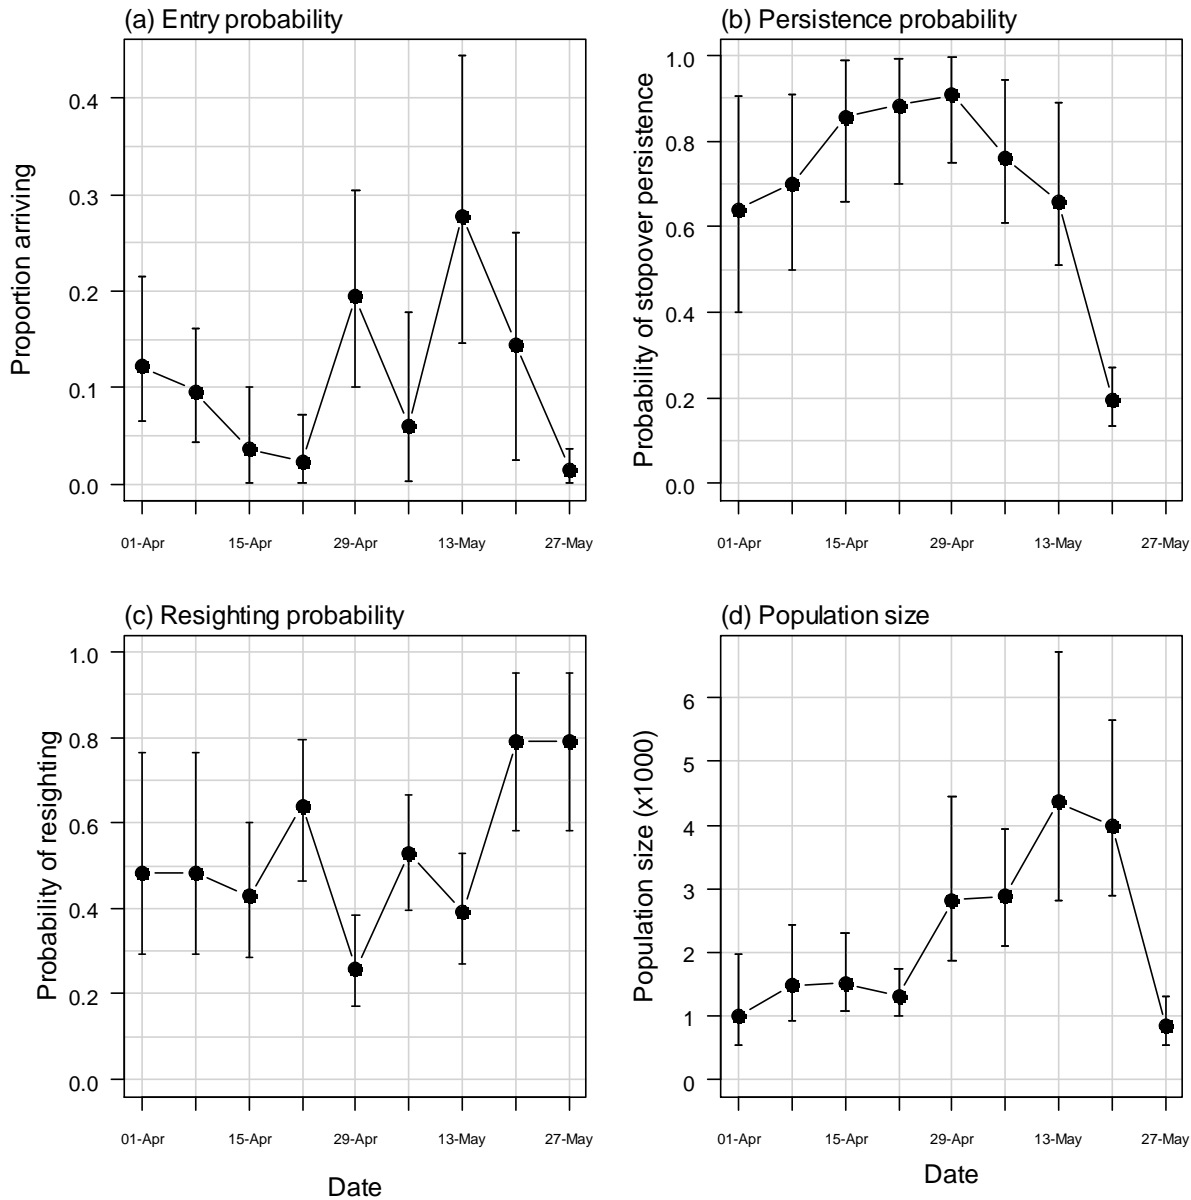 (a) Entry probability
Proportion arriving
0.4
0.3
0.2
0.1
0.0
01-Apr 15-Apr 29-Apr 13-May 27-May
(b) Persistence probability
Probability of stopover persistence
1.0
0.8
0.6
0.4
0.2
0.0
01-Apr 15-Apr 29-Apr 13-May 27-May
(c) Resighting probability
Probability of resighting
1.0
0.8
0.6
0.4
0.2
0.0
01-Apr 15-Apr 29-Apr 13-May 27-May
Date
(d) Population size
Population size (x1000)
6
5
4
3
2
1
0
01-Apr 15-Apr 29-Apr 13-May 27-May
Date